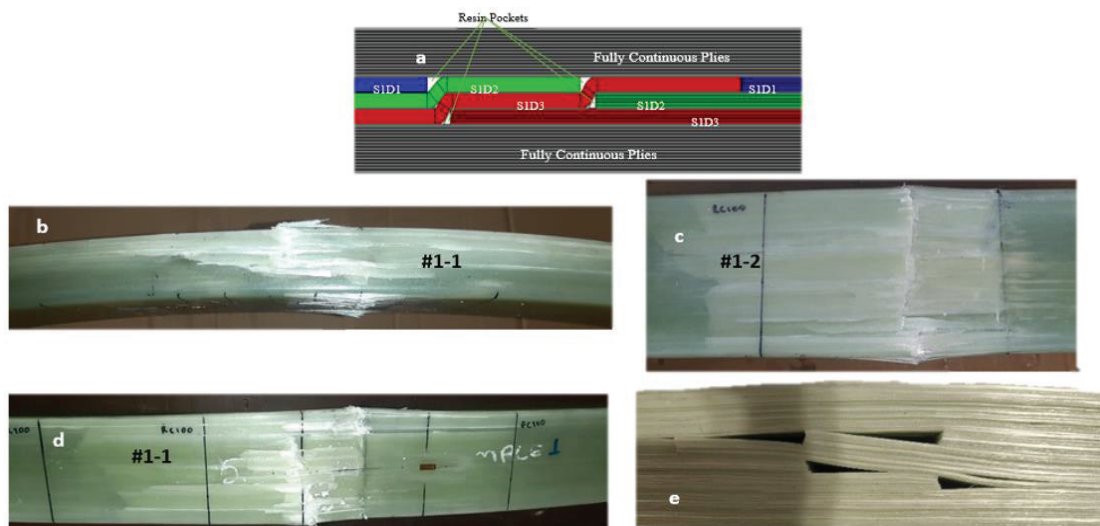 Resin Pockets
a
Fully Continuous Plies
S1D1
S1D2
S1D1
S1D3
S1D2
S1D3
Fully Continuous Plies
b
#1-1
c
RC100
#1-2
d
RC100
#1-1
RC100
e